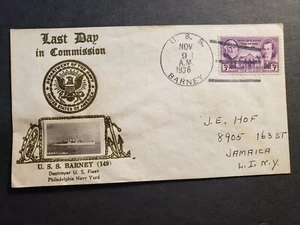 Last Day
in Commission
DEPARTMENT OF THE NAVY
UNITED STATES OF AMERICA
U. S. S. BARNEY (149)
Destroyer U. S. Fleet
Philadelphia Navy Yard
U. S. S.
NOV
9
A.M.
1936
BARNEY
3¢
J.E. HOF
8905 163 ST
JAMAICA
L.I. N.Y.